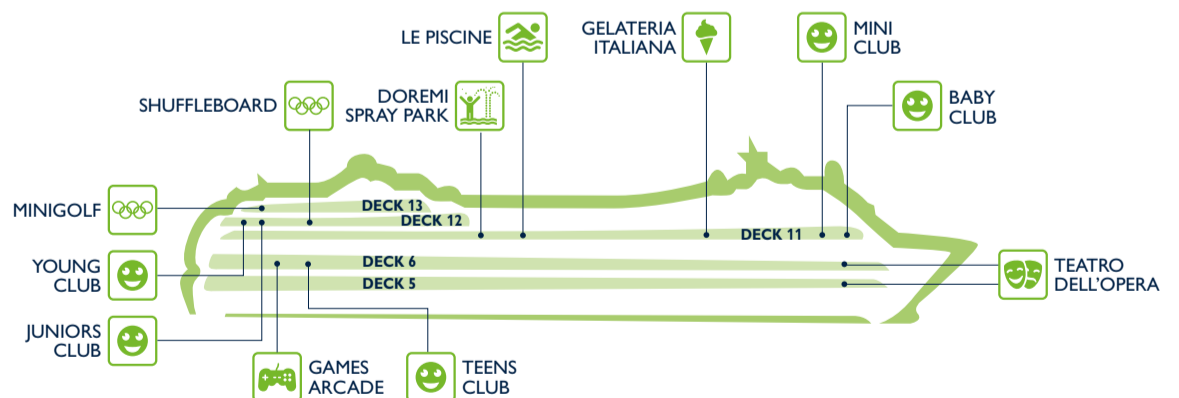 LE PISCINE
GELATERIA
ITALIANA
MINI
CLUB
SHUFFLEBOARD
DOREMI
SPRAY PARK
BABY
CLUB
MINIGOLF
DECK 13
DECK 12
DECK 11
YOUNG
CLUB
DECK 6
DECK 5
TEATRO
DELL’OPERA
JUNIORS
CLUB
GAMES
ARCADE
TEENS
CLUB